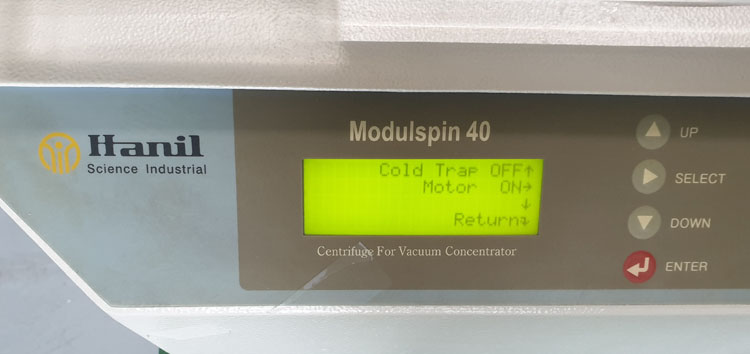 Hanil
Science Industrial
Modulspin 40
Cold Trap OFF↑
Motor ON→
↓
Return↵
Centrifuge For Vacuum Concentrator
UP
SELECT
DOWN
ENTER